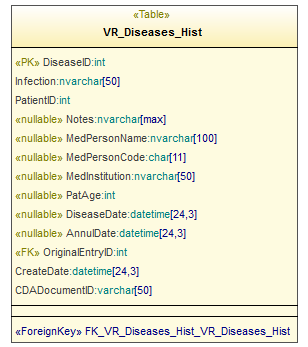 «Table»
VR_Diseases_Hist
«PK» DiseaseID:int
Infection:nvarchar[50]
PatientID:int
«nullable» Notes:nvarchar[max]
«nullable» MedPersonName:nvarchar[100]
«nullable» MedPersonCode:char[11]
«nullable» MedInstitution:nvarchar[50]
«nullable» PatAge:int
«nullable» DiseaseDate:datetime[24,3]
«nullable» AnnulDate:datetime[24,3]
«FK» OriginalEntryID:int
CreateDate:datetime[24,3]
CDADocumentID:varchar[50]
«ForeignKey» FK_VR_Diseases_Hist_VR_Diseases_Hist